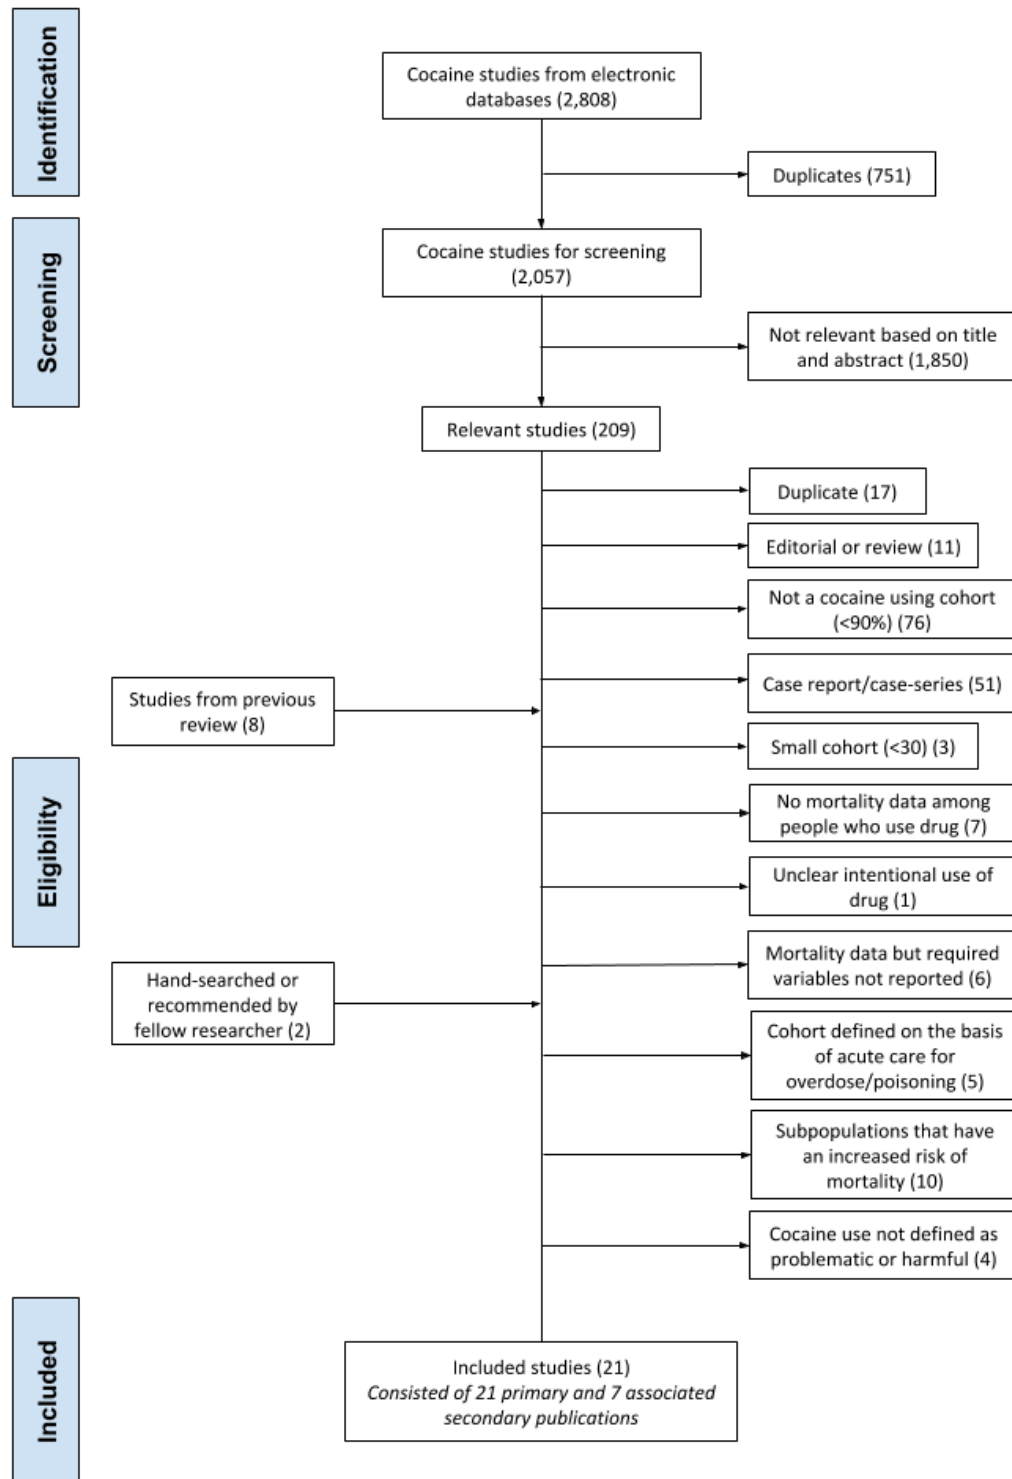 Identification
Cocaine studies from electronic
databases (2,808)
Duplicates (751)
Screening
Cocaine studies for screening
(2,057)
Not relevant based on title
and abstract (1,850)
Relevant studies (209)
Duplicate (17)
Editorial or review (11)
Not a cocaine using cohort
(<90%) (76)
Case report/case-series (51)
Studies from previous
review (8)
Small cohort (<30) (3)
Eligibility
No mortality data among
people who use drug (7)
Unclear intentional use of
drug (1)
Mortality data but required
variables not reported (6)
Hand-searched or
recommended by
fellow researcher (2)
Cohort defined on the basis
of acute care for
overdose/poisoning (5)
Subpopulations that have
an increased risk of
mortality (10)
Cocaine use not defined as
problematic or harmful (4)
Included
Included studies (21)
Consisted of 21 primary and 7 associated
secondary publications